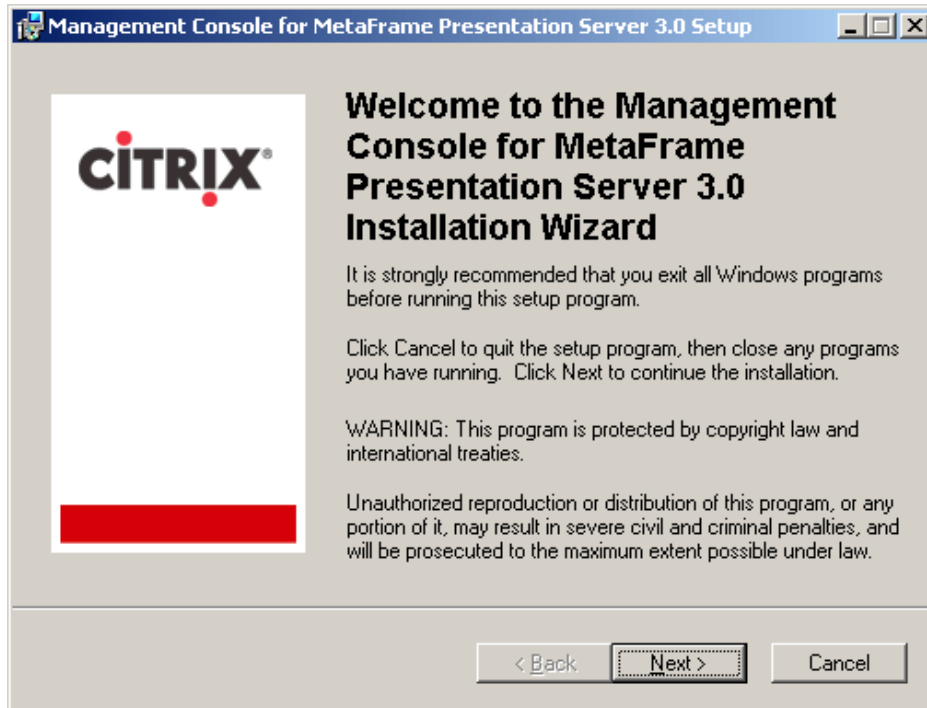 Management Console for MetaFrame Presentation Server 3.0 Setup
CİTRIX®
Welcome to the Management
Console for MetaFrame
Presentation Server 3.0
Installation Wizard
It is strongly recommended that you exit all Windows programs
before running this setup program.
Click Cancel to quit the setup program, then close any programs
you have running.  Click Next to continue the installation.
WARNING: This program is protected by copyright law and
international treaties.
Unauthorized reproduction or distribution of this program, or any
portion of it, may result in severe civil and criminal penalties, and
will be prosecuted to the maximum extent possible under law.
< Back
Next >
Cancel